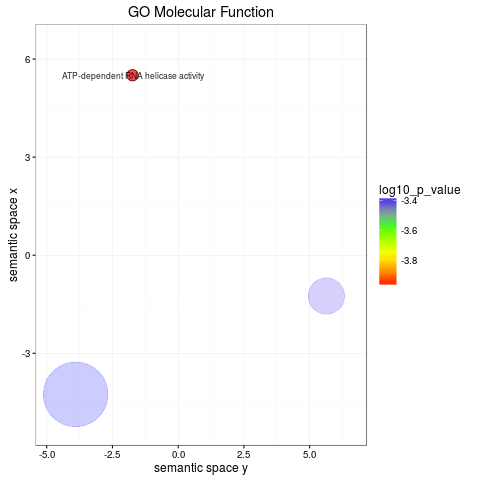 GO Molecular Function
6
3
0
-3
semantic space x
ATP-dependent RNA helicase activity
-5.0 -2.5 0.0 2.5 5.0
semantic space y
log10_p_value
-3.4
-3.6
-3.8